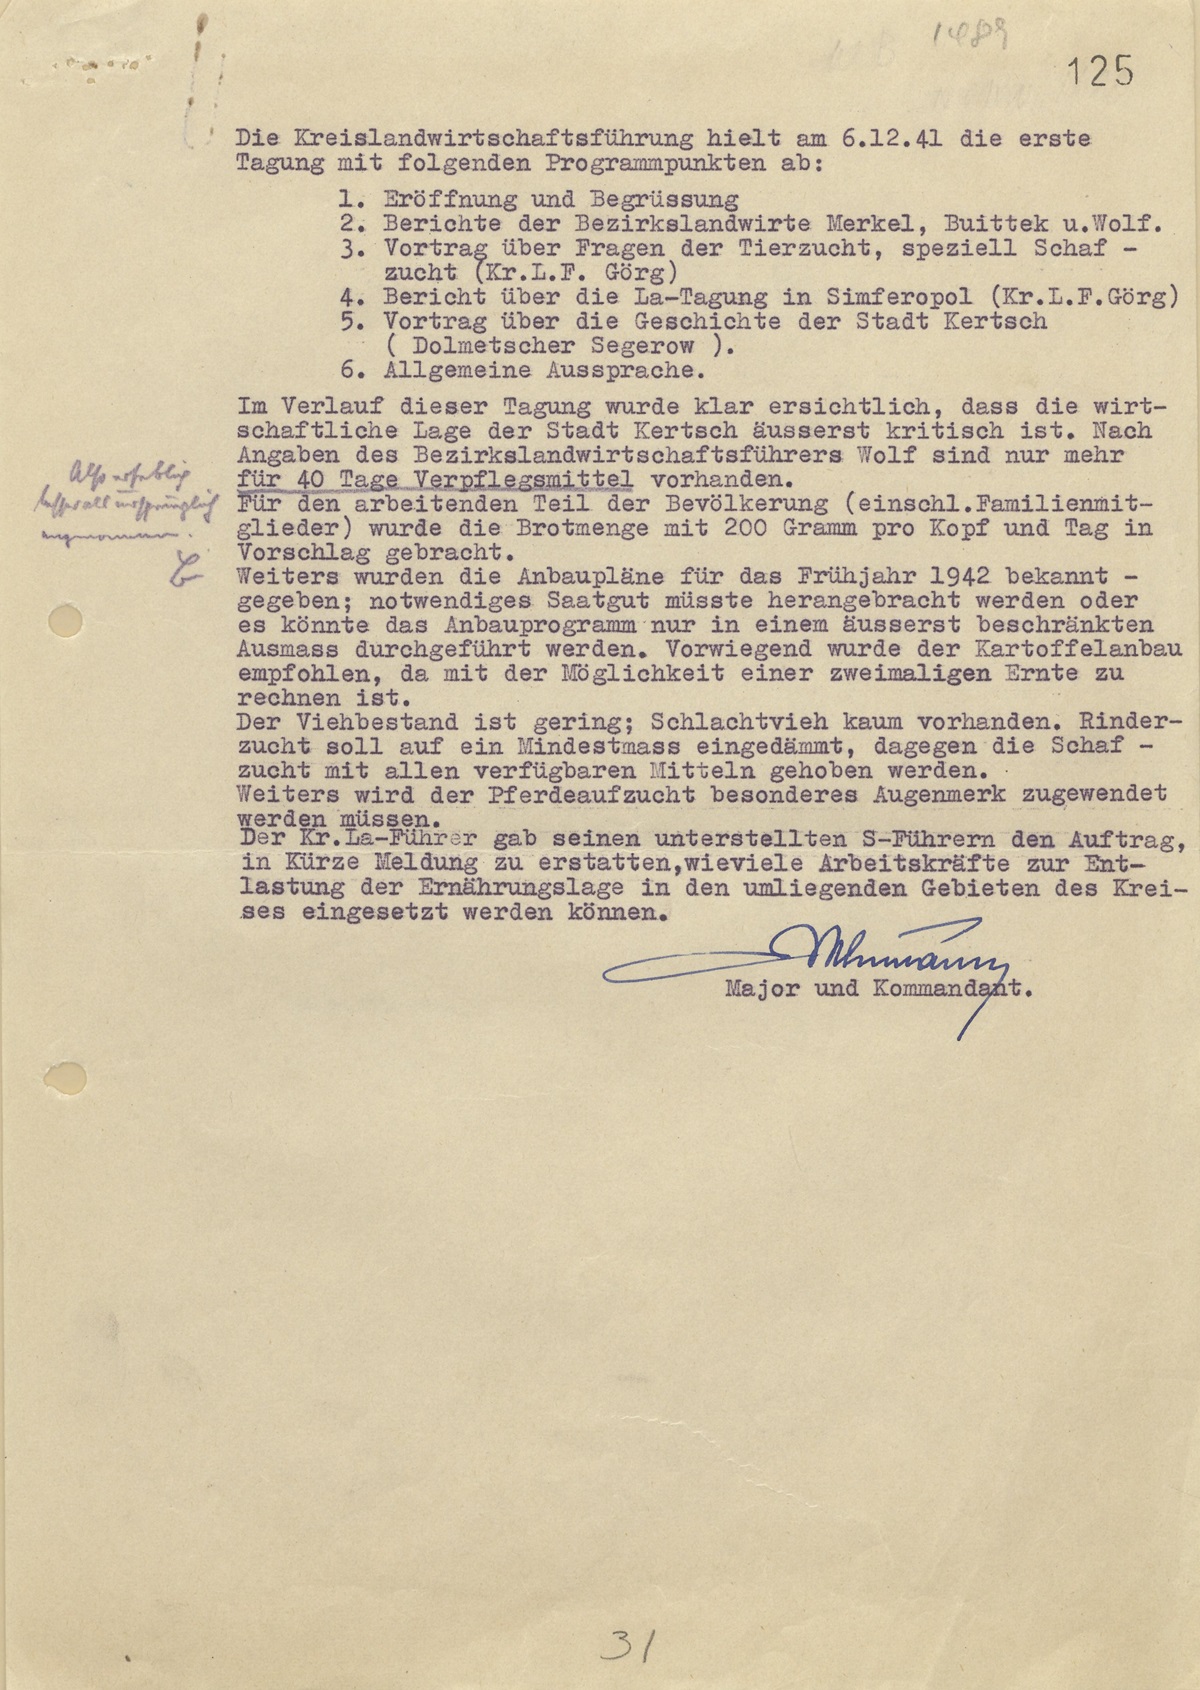 1489
125
Die Kreislandwirtschaftsführung hielt am 6.12.41 die erste
Tagung mit folgenden Programmpunkten ab:
1. Eröffnung und Begrüssung
2. Berichte der Bezirkslandwirte Merkel, Buittek u.Wolf.
3. Vortrag über Fragen der Tierzucht, speziell Schaf -
zucht (Kr.L.F. Görg)
4. Bericht über die La-Tagung in Simferopol (Kr.L.F.Görg)
5. Vortrag über die Geschichte der Stadt Kertsch
( Dolmetscher Segerow ).
6. Allgemeine Aussprache.
Im Verlauf dieser Tagung wurde klar ersichtlich, dass die wirt-
schaftliche Lage der Stadt Kertsch äusserst kritisch ist. Nach
Angaben des Bezirkslandwirtschaftsführers Wolf sind nur mehr
für 40 Tage Verpflegsmittel vorhanden.
Für den arbeitenden Teil der Bevölkerung (einschl.Familienmit-
glieder) wurde die Brotmenge mit 200 Gramm pro Kopf und Tag in
Vorschlag gebracht.
Weiters wurden die Anbaupläne für das Frühjahr 1942 bekannt -
gegeben; notwendiges Saatgut müsste herangebracht werden oder
es könnte das Anbauprogramm nur in einem äusserst beschränkten
Ausmass durchgeführt werden. Vorwiegend wurde der Kartoffelanbau
empfohlen, da mit der Möglichkeit einer zweimaligen Ernte zu
rechnen ist.
Der Viehbestand ist gering; Schlachtvieh kaum vorhanden. Rinder-
zucht soll auf ein Mindestmass eingedämmt, dagegen die Schaf -
zucht mit allen verfügbaren Mitteln gehoben werden.
Weiters wird der Pferdeaufzucht besonderes Augenmerk zugewendet
werden müssen.
Der Kr.La-Führer gab seinen unterstellten S-Führern den Auftrag,
in Kürze Meldung zu erstatten,wieviele Arbeitskräfte zur Ent-
lastung der Ernährungslage in den umliegenden Gebieten des Krei-
ses eingesetzt werden können.
Major und Kommandant.
Also erheblich
besser als ursprünglich
angenommen.
31